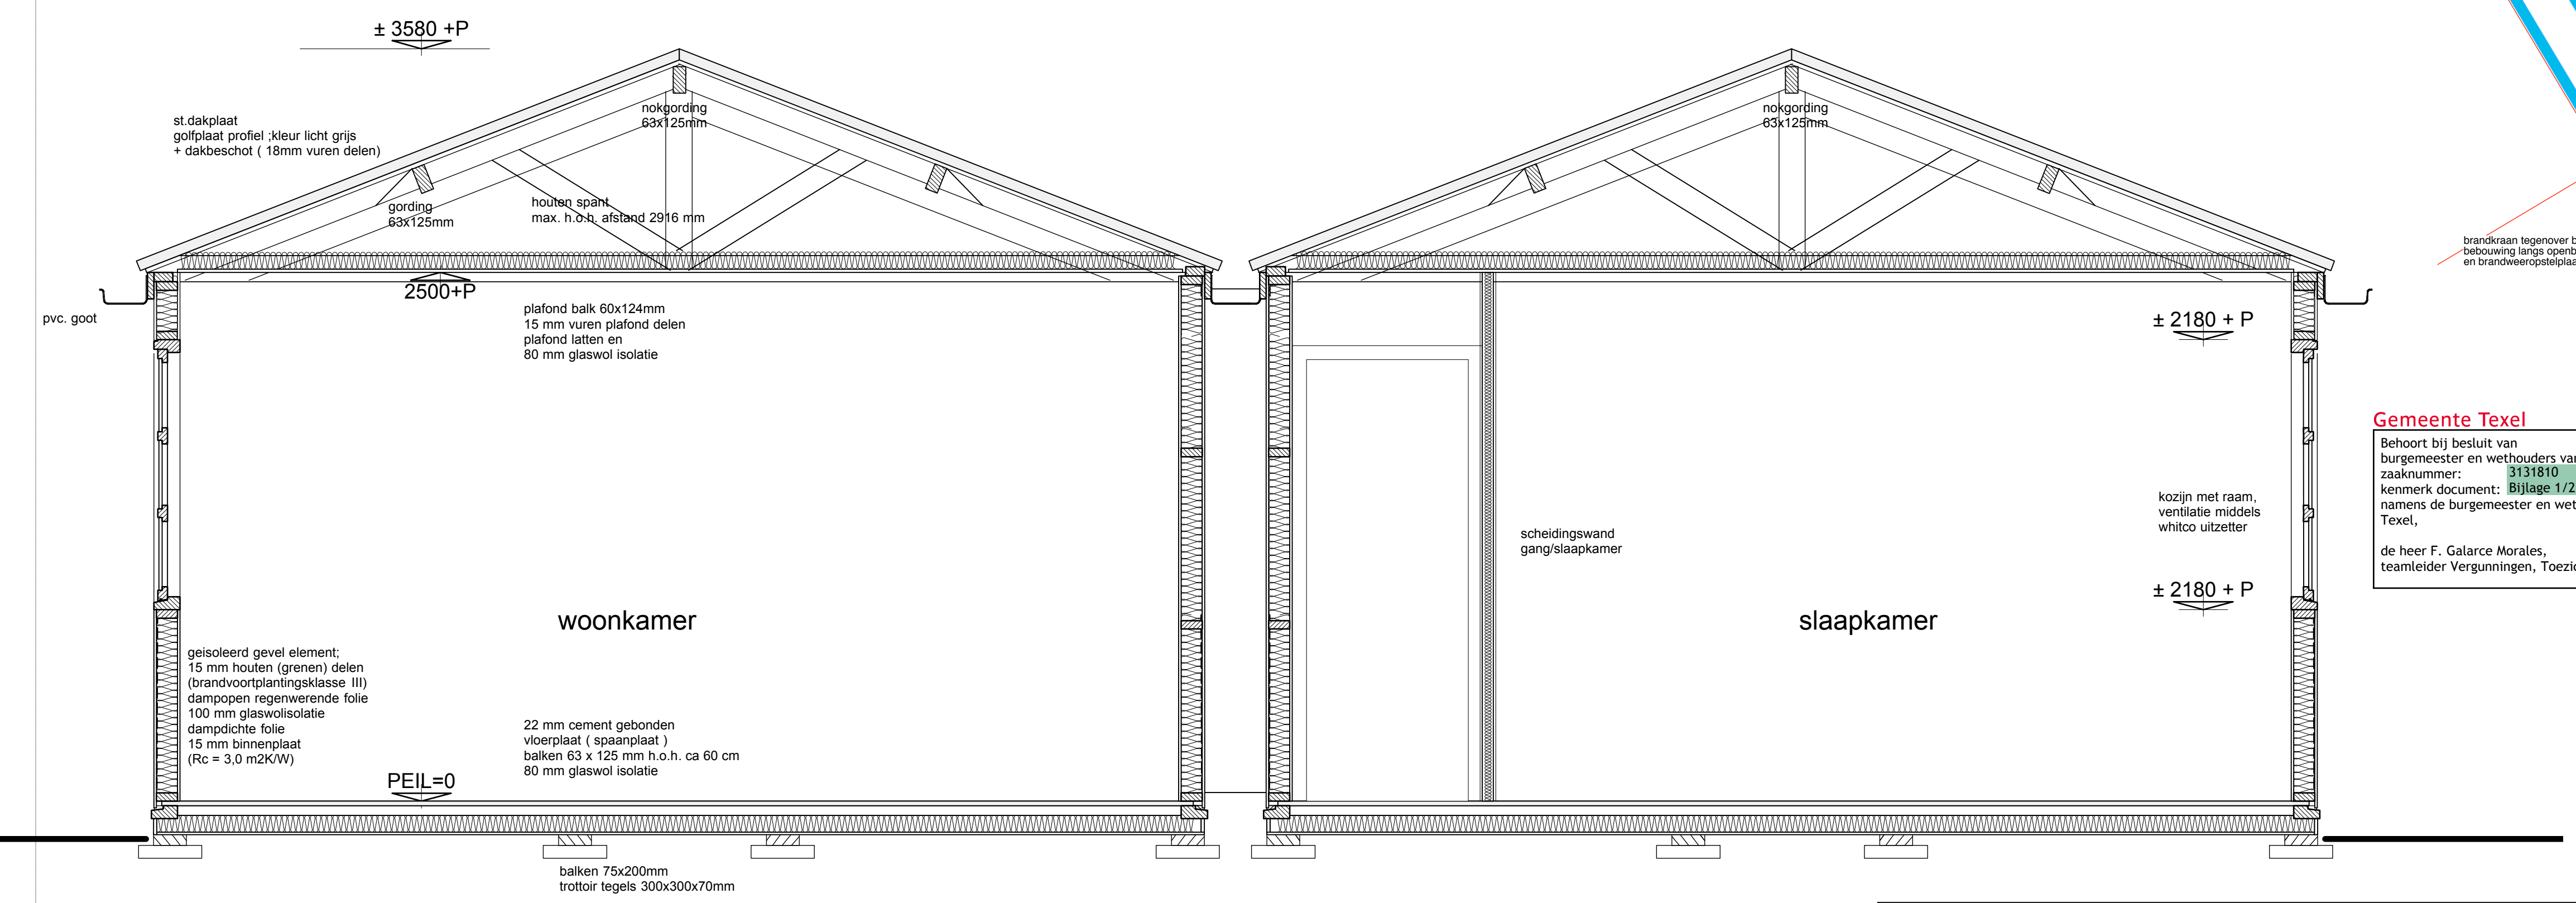 ± 3580 +P
st.dakplaat
golfplaat profiel ;kleur licht grijs
+ dakbeschot ( 18mm vuren delen)
nokgording
63x125mm
gording
63x125mm
houten spant
max. h.o.h. afstand 2916 mm
2500+P
pvc. goot
plafond balk 60x124mm
15 mm vuren plafond delen
plafond latten en
80 mm glaswol isolatie
woonkamer
geisoleerd gevel element;
15 mm houten (grenen) delen
(brandvoortplantingsklasse III)
dampopen regenwerende folie
100 mm glaswolisolatie
dampdichte folie
15 mm binnenplaat
(Rc = 3,0 m2K/W)
22 mm cement gebonden
vloerplaat ( spaanplaat )
balken 63 x 125 mm h.o.h. ca 60 cm
80 mm glaswol isolatie
PEIL=0
balken 75x200mm
trottoir tegels 300x300x70mm
nokgording
63x125mm
± 2180 + P
kozijn met raam,
ventilatie middels
whitco uitzetter
scheidingswand
gang/slaapkamer
± 2180 + P
slaapkamer
brandkraan tegenover
bebouwing langs
en
Gemeente Texel
Behoort bij besluit van
burgemeester en wethouders
zaaknummer: 3131810
kenmerk document: Bijlage 1/2
namens de burgemeester en
Texel,
de heer F. Galarce Morales,
teamleider Vergunningen,